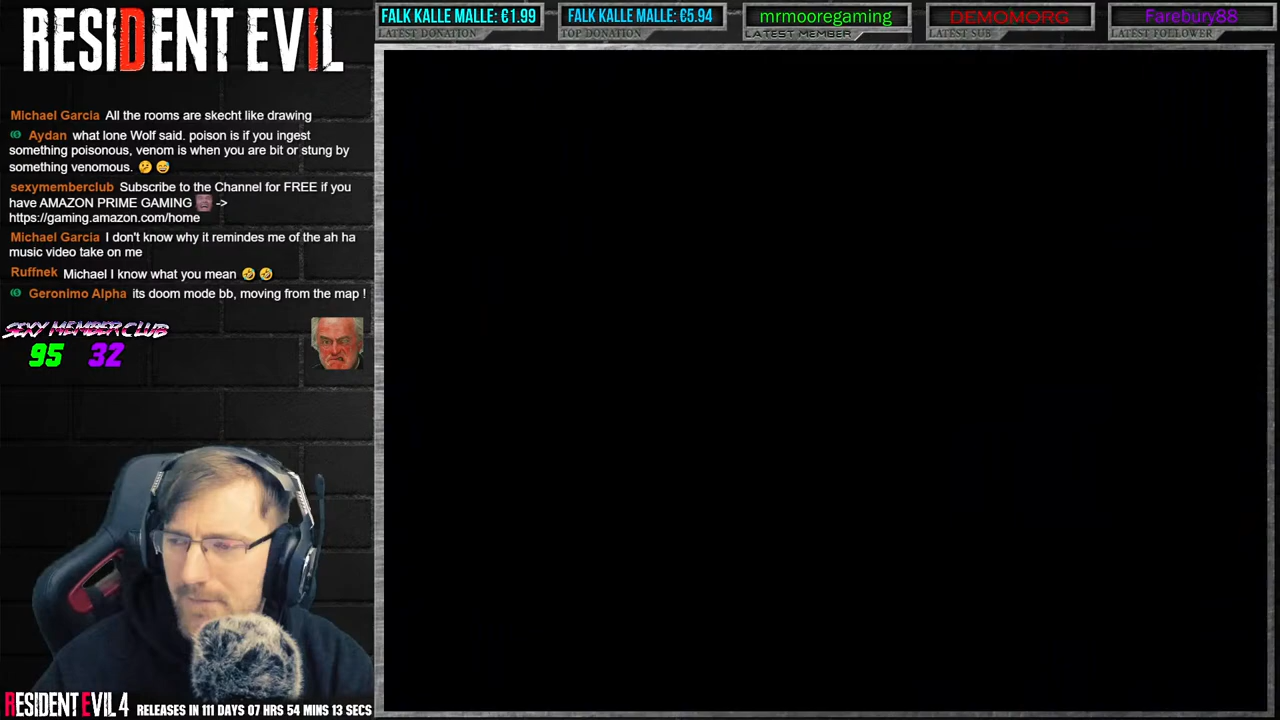 RESIDENT EVIL
FALK KALLE MALLE: €1.99
LATEST DONATION
FALK KALLE MALLE: €5.94
TOP DONATION
mrmooregaming
LATEST MEMBER
DEMOMORG
LATEST SUB
Farebury88
LATEST FOLLOWER
Michael Garcia All the rooms are skecht like drawing
Aydan what lone Wolf said. poison is if you ingest
something poisonous, venom is when you are bit or stung by
something venomous. 🤔 😅
sexymemberclub Subscribe to the Channel for FREE if you
have AMAZON PRIME GAMING ->
https://gaming.amazon.com/home
Michael Garcia I don't know why it remindes me of the ah ha
music video take on me
Ruffnek Michael I know what you mean 🤣 🤣
Geronimo Alpha its doom mode bb, moving from the map !
SEXY MEMBER CLUB
95 32
RESIDENT EVIL 4 RELEASES IN 111 DAYS 07 HRS 54 MINS 13 SECS